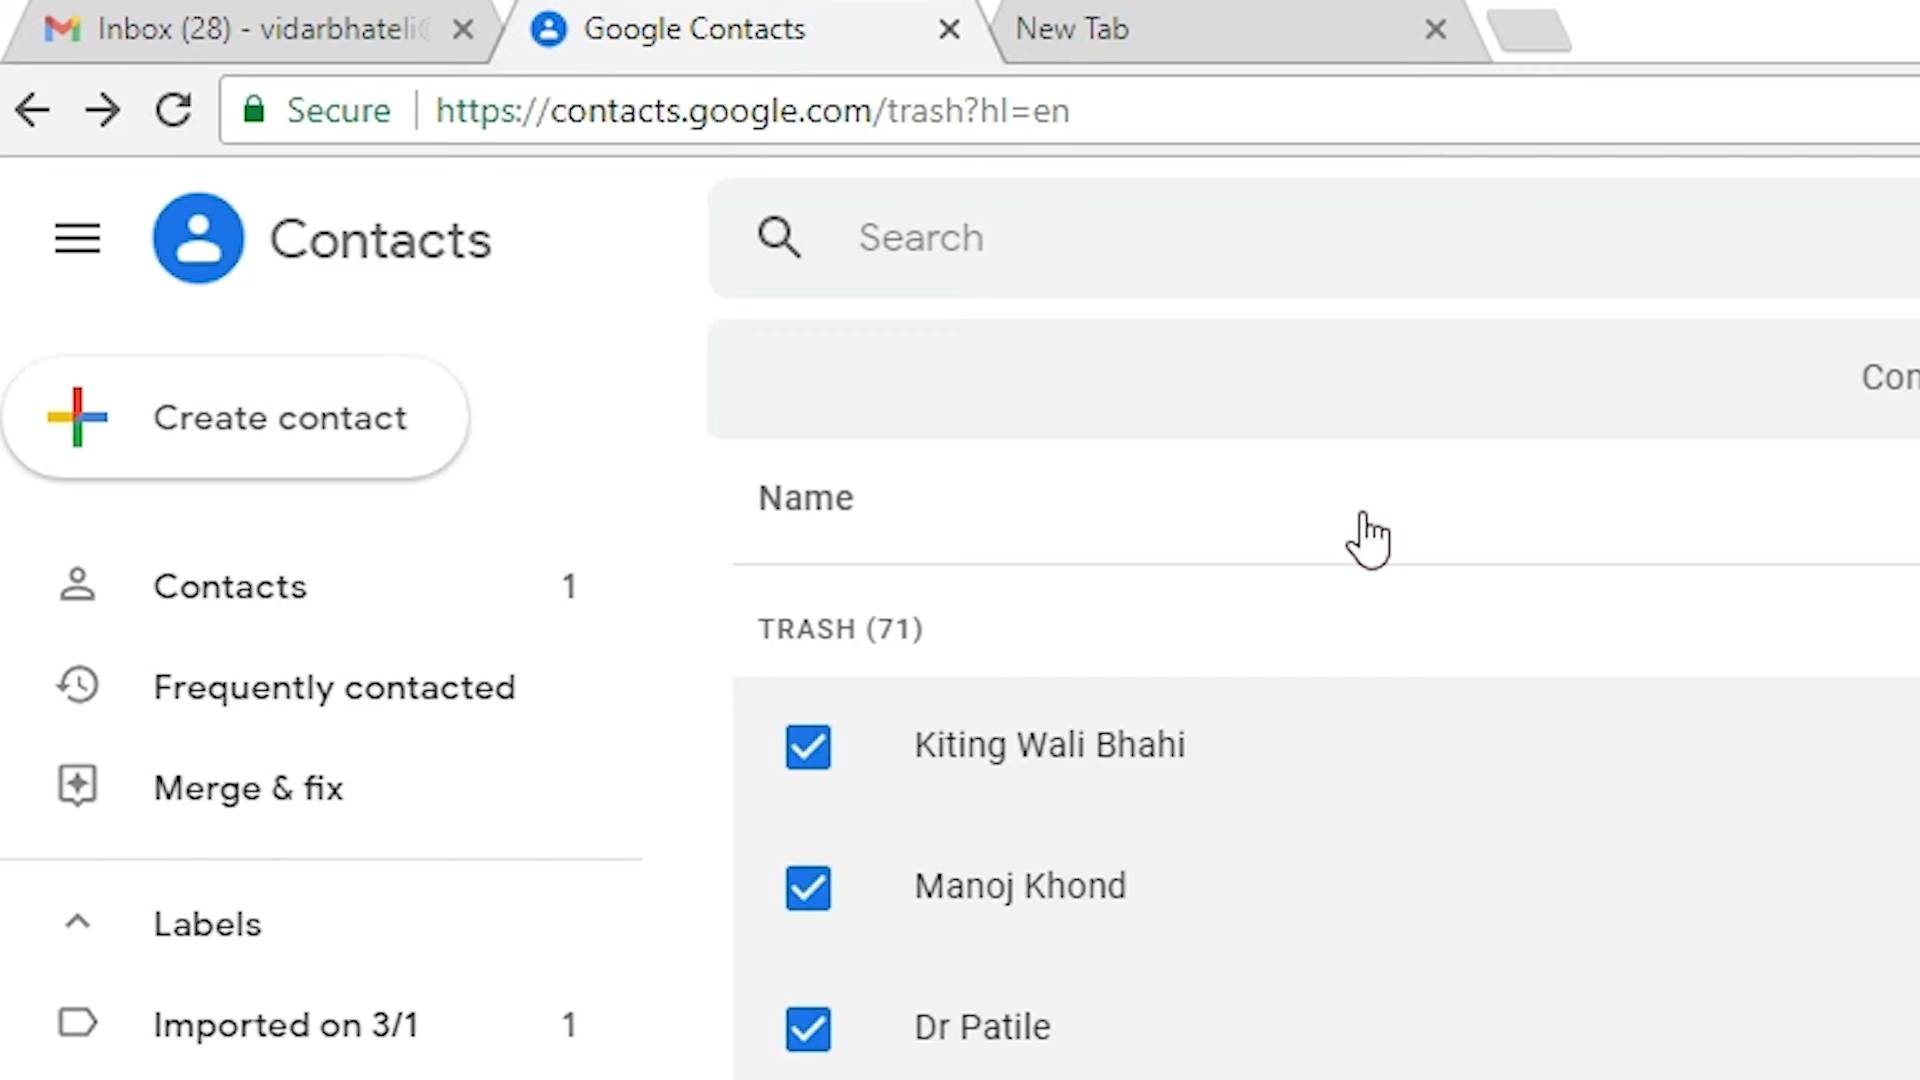 Inbox (28) - vidarbhateli
Google Contacts
New Tab
Secure https://contacts.google.com/trash?hl=en
Contacts
Search
Create contact
Name
Contacts 1
TRASH (71)
Frequently contacted
Kiting Wali Bhahi
Merge & fix
Manoj Khond
Labels
Imported on 3/1 1
Dr Patile